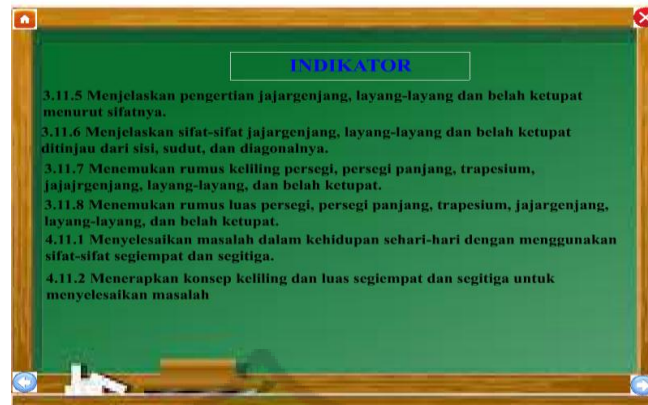 INDIKATOR
3.11.5 Menjelaskan pengertian jajargenjang, layang-layang dan belah ketupat
menurut sifatnya.
3.11.6 Menjelaskan sifat-sifat jajargenjang, layang-layang dan belah ketupat
ditinjau dari sisi, sudut, dan diagonalnya.
3.11.7 Menemukan rumus keliling persegi, persegi panjang, trapesium,
jajajrgenjang, layang-layang, dan belah ketupat.
3.11.8 Menemukan rumus luas persegi, persegi panjang, trapesium, jajargenjang,
layang-layang, dan belah ketupat.
4.11.1 Menyelesaikan masalah dalam kehidupan sehari-hari dengan menggunakan
sifat-sifat segiempat dan segitiga.
4.11.2 Menerapkan konsep keliling dan luas segiempat dan segitiga untuk
menyelesaikan masalah